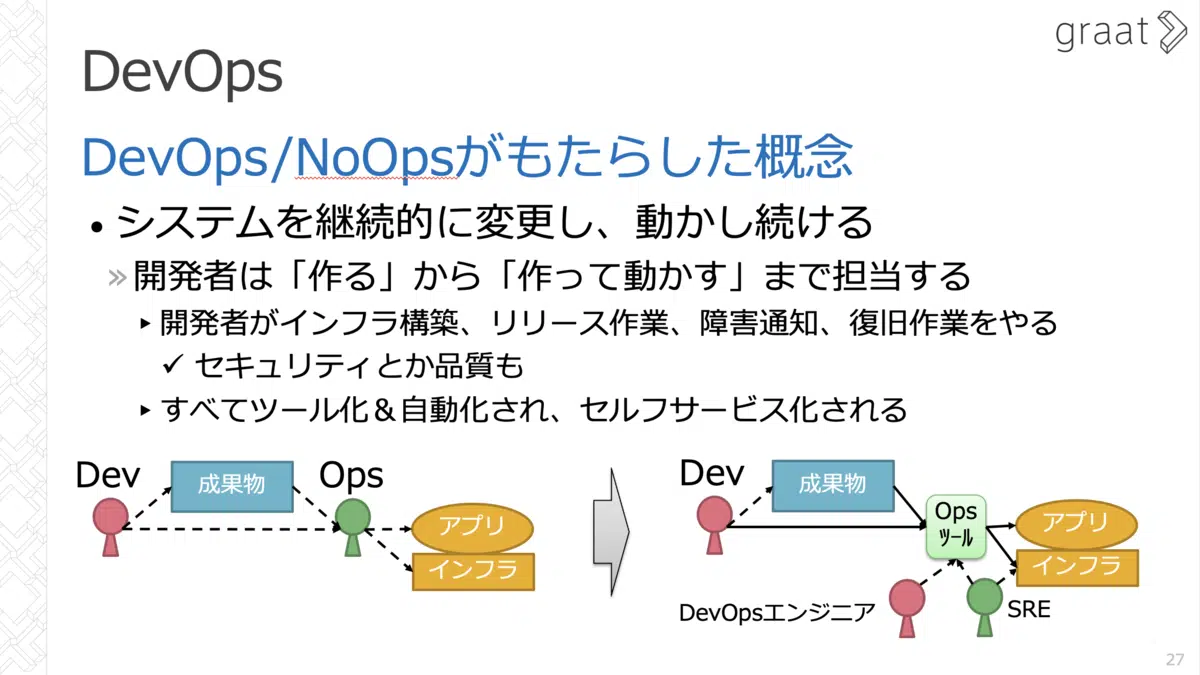 graat
DevOps
DevOps/NoOpsがもたらした概念
• システムを継続的に変更し、動かし続ける
» 開発者は「作る」から「作って動かす」まで担当する
▸ 開発者がインフラ構築、リリース作業、障害通知、復旧作業をやる
✓ セキュリティとか品質も
▸ すべてツール化＆自動化され、セルフサービス化される
Dev
成果物
Ops
アプリ
インフラ
Dev
成果物
Ops
ﾂｰﾙ
アプリ
インフラ
DevOpsエンジニア
SRE
27